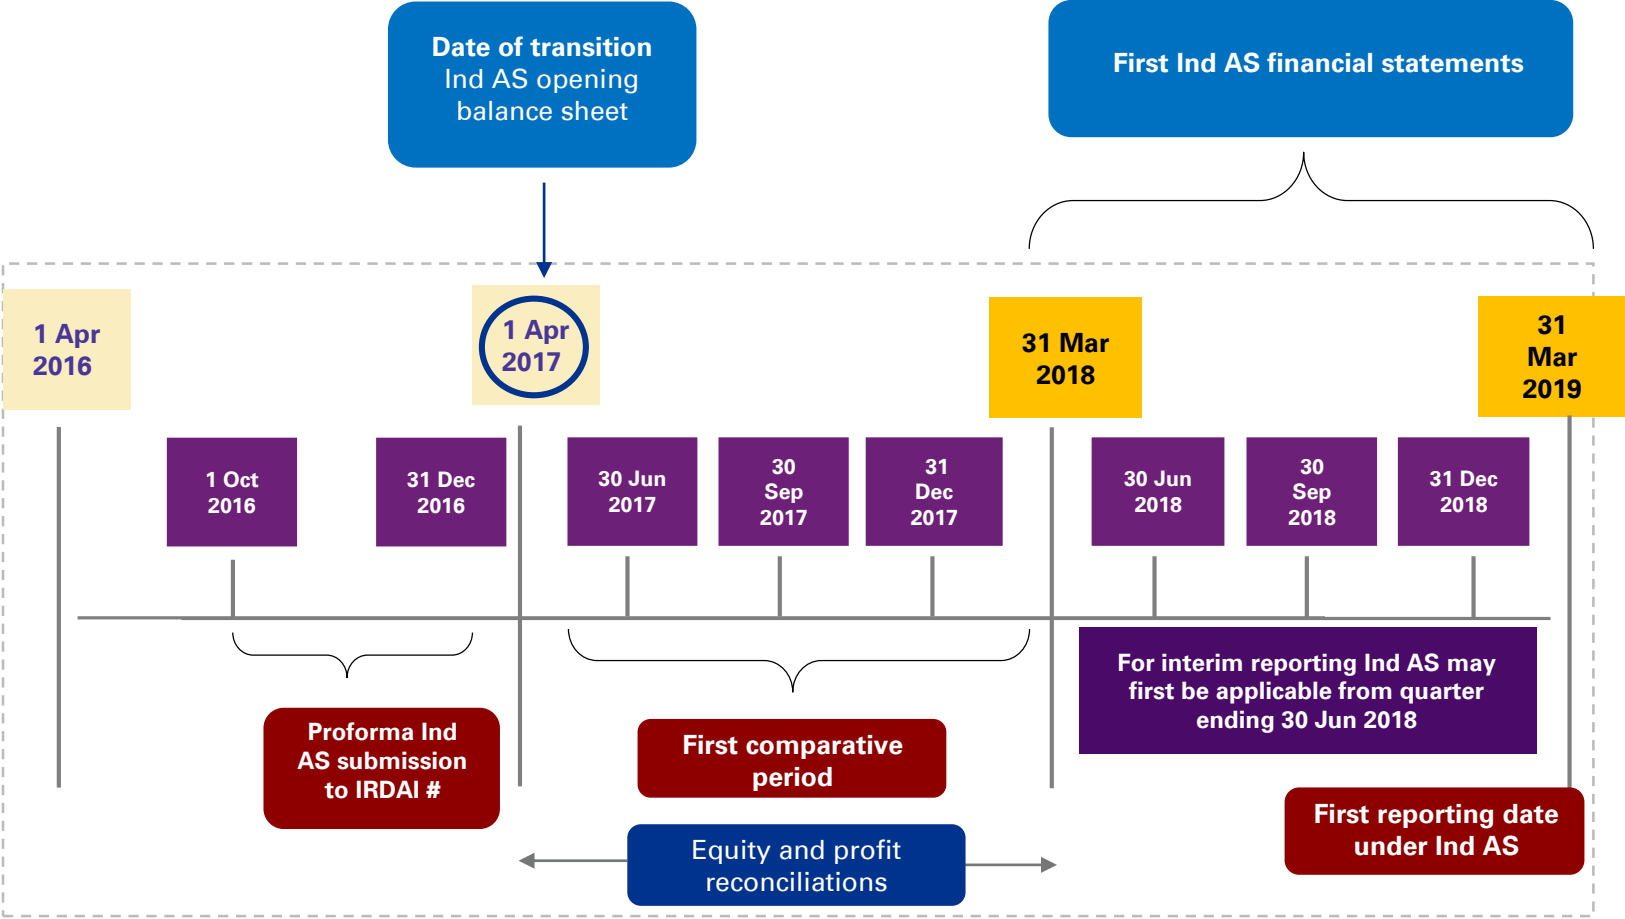 Date of transition
Ind AS opening
balance sheet
First Ind AS financial statements
1 Apr
2016
1 Apr
2017
31 Mar
2018
31
Mar
2019
1 Oct
2016
31 Dec
2016
30 Jun
2017
30
Sep
2017
31
Dec
2017
30 Jun
2018
30
Sep
2018
31 Dec
2018
Proforma Ind
AS submission
to IRDAI #
First comparative
period
For interim reporting Ind AS may
first be applicable from quarter
ending 30 Jun 2018
Equity and profit
reconciliations
First reporting date
under Ind AS